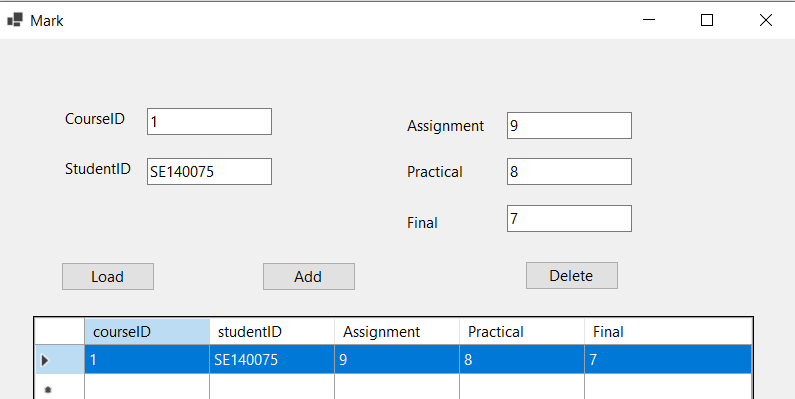 Mark
CourseID 1
Assignment 9
StudentID SE140075
Practical 8
Final 7
Load Add Delete
courseID studentID Assignment Practical Final
1 SE140075 9 8 7